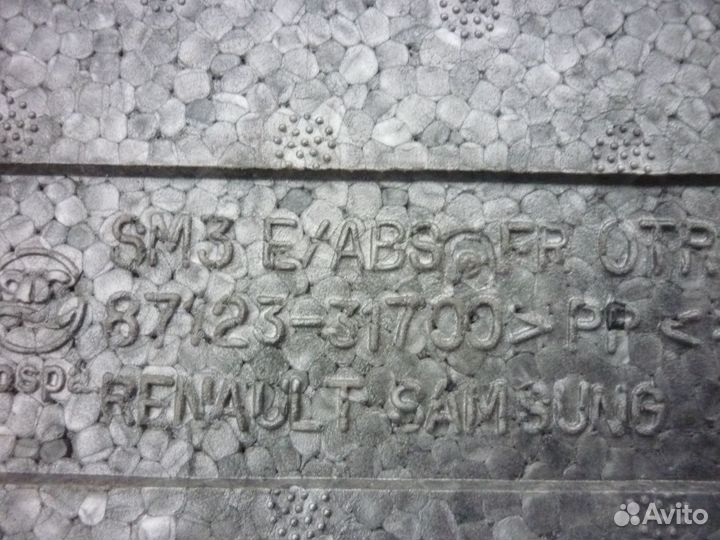 SM3 E/ABS-FR OTR
87123-31700 >PP<
RENAULT SAMSUNG
Avito